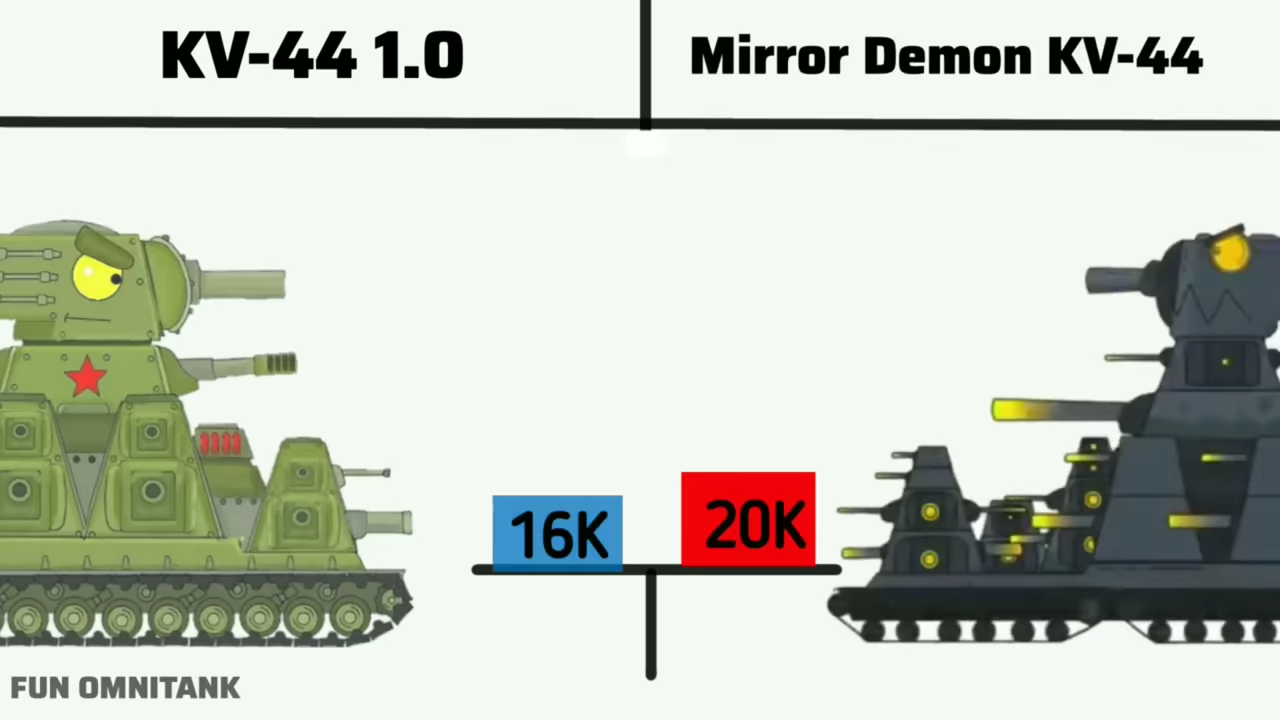 KV-44 1.0
Mirror Demon KV-44
16K
20K
FUN OMNITANK